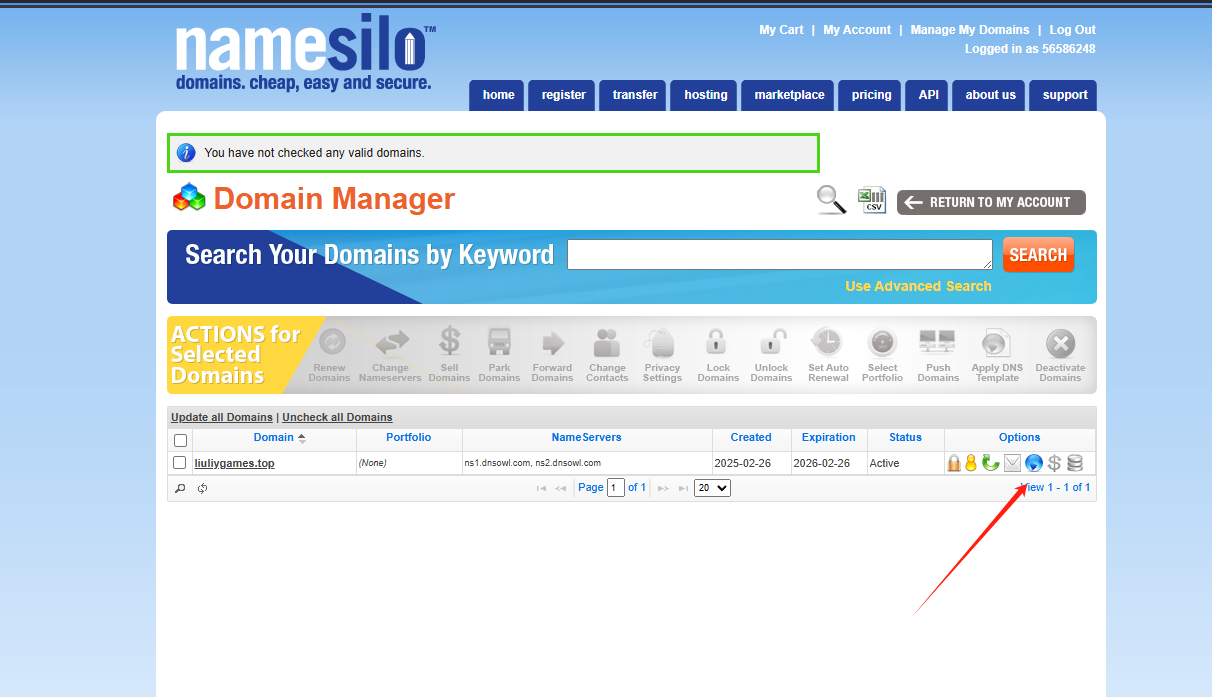 namesilo™
domains. cheap, easy and secure.
My Cart | My Account | Manage My Domains | Log Out
Logged in as 56586248
home register transfer hosting marketplace pricing API about us support
You have not checked any valid domains.
Domain Manager
CSV
RETURN TO MY ACCOUNT
Search Your Domains by Keyword
SEARCH
Use Advanced Search
ACTIONS for
Selected
Domains
Renew Domains
Change Nameservers
Sell Domains
Park Domains
Forward Domains
Change Contacts
Privacy Settings
Lock Domains
Unlock Domains
Set Auto Renewal
Select Portfolio
Push Domains
Apply DNS Template
Deactivate Domains
Update all Domains | Uncheck all Domains
Domain Portfolio NameServers Created Expiration Status Options
liuliygames.top (None) ns1.dnsowl.com, ns2.dnsowl.com 2025-02-26 2026-02-26 Active
Page 1 of 1 20 View 1 - 1 of 1